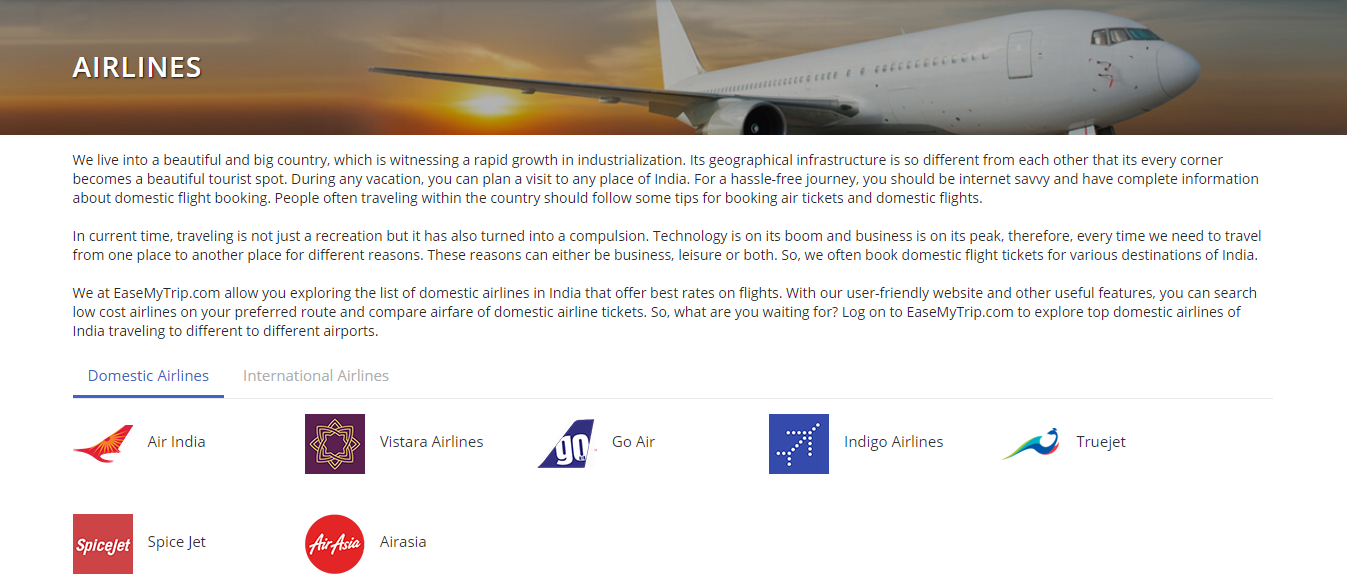 AIRLINES
We live into a beautiful and big country, which is witnessing a rapid growth in industrialization. Its geographical infrastructure is so different from each other that its every corner
becomes a beautiful tourist spot. During any vacation, you can plan a visit to any place of India. For a hassle-free journey, you should be internet savvy and have complete information
about domestic flight booking. People often traveling within the country should follow some tips for booking air tickets and domestic flights.
In current time, traveling is not just a recreation but it has also turned into a compulsion. Technology is on its boom and business is on its peak, therefore, every time we need to travel
from one place to another place for different reasons. These reasons can either be business, leisure or both. So, we often book domestic flight tickets for various destinations of India.
We at EaseMyTrip.com allow you exploring the list of domestic airlines in India that offer best rates on flights. With our user-friendly website and other useful features, you can search
low cost airlines on your preferred route and compare airfare of domestic airline tickets. So, what are you waiting for? Log on to EaseMyTrip.com to explore top domestic airlines of
India traveling to different to different airports.
Domestic Airlines International Airlines
Air India Vistara Airlines go Go Air Indigo Airlines Truejet
SpiceJet Spice Jet AirAsia Airasia